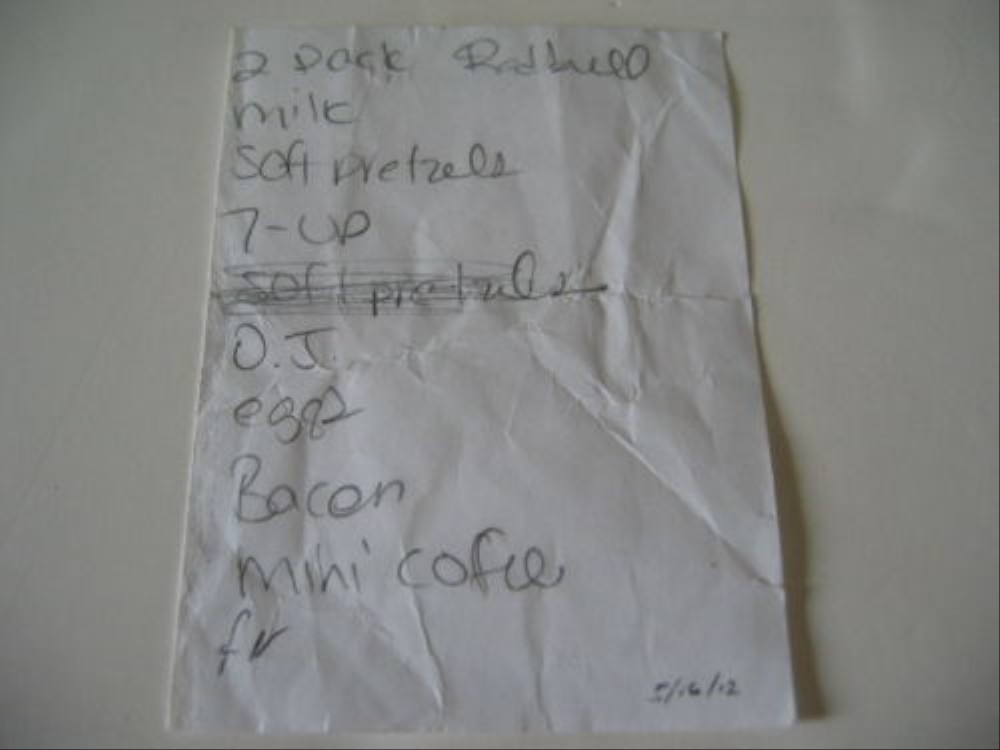 2 pack Redbull
milk
Soft pretzels
7-UP
Soft pretzels
O.J.
eggs
Bacon
mini cofee
5/16/12